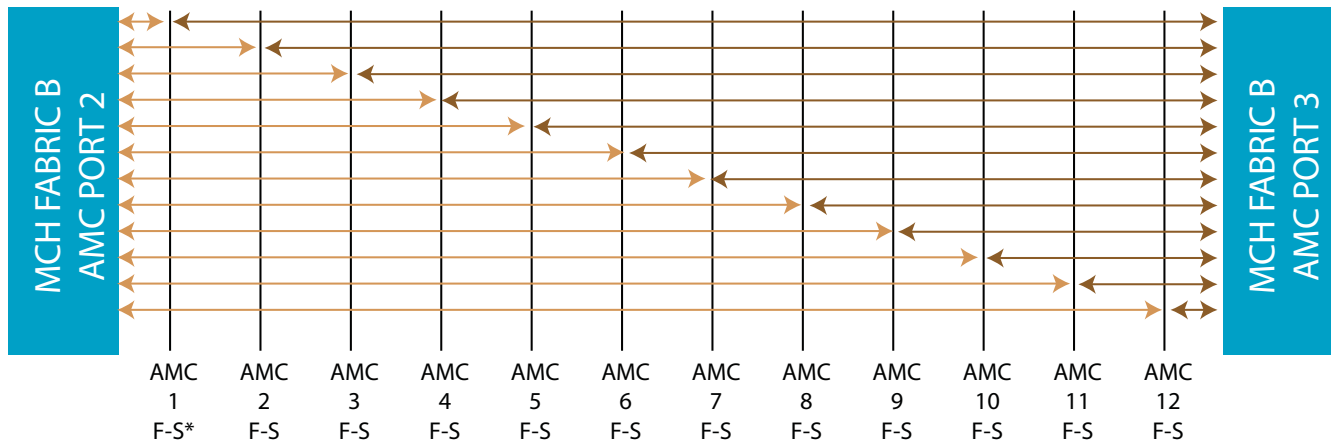 MCH FABRIC B
AMC PORT 2
MCH FABRIC B
AMC PORT 3
AMC AMC AMC AMC AMC AMC AMC AMC AMC AMC AMC AMC
1 2 3 4 5 6 7 8 9 10 11 12
F-S* F-S F-S F-S F-S F-S F-S F-S F-S F-S F-S F-S